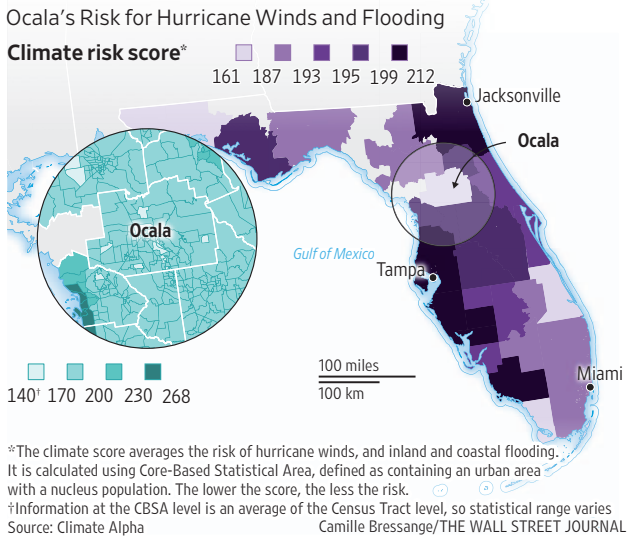 Ocala's Risk for Hurricane Winds and Flooding
Climate risk score*
161 187 193 195 199 212
Jacksonville
Ocala
Ocala
Gulf of Mexico
Tampa
140† 170 200 230 268
100 miles
100 km
Miami
*The climate score averages the risk of hurricane winds, and inland and coastal flooding.
It is calculated using Core-Based Statistical Area, defined as containing an urban area
with a nucleus population. The lower the score, the less the risk.
†Information at the CBSA level is an average of the Census Tract level, so statistical range varies
Source: Climate Alpha
Camille Bressange/THE WALL STREET JOURNAL